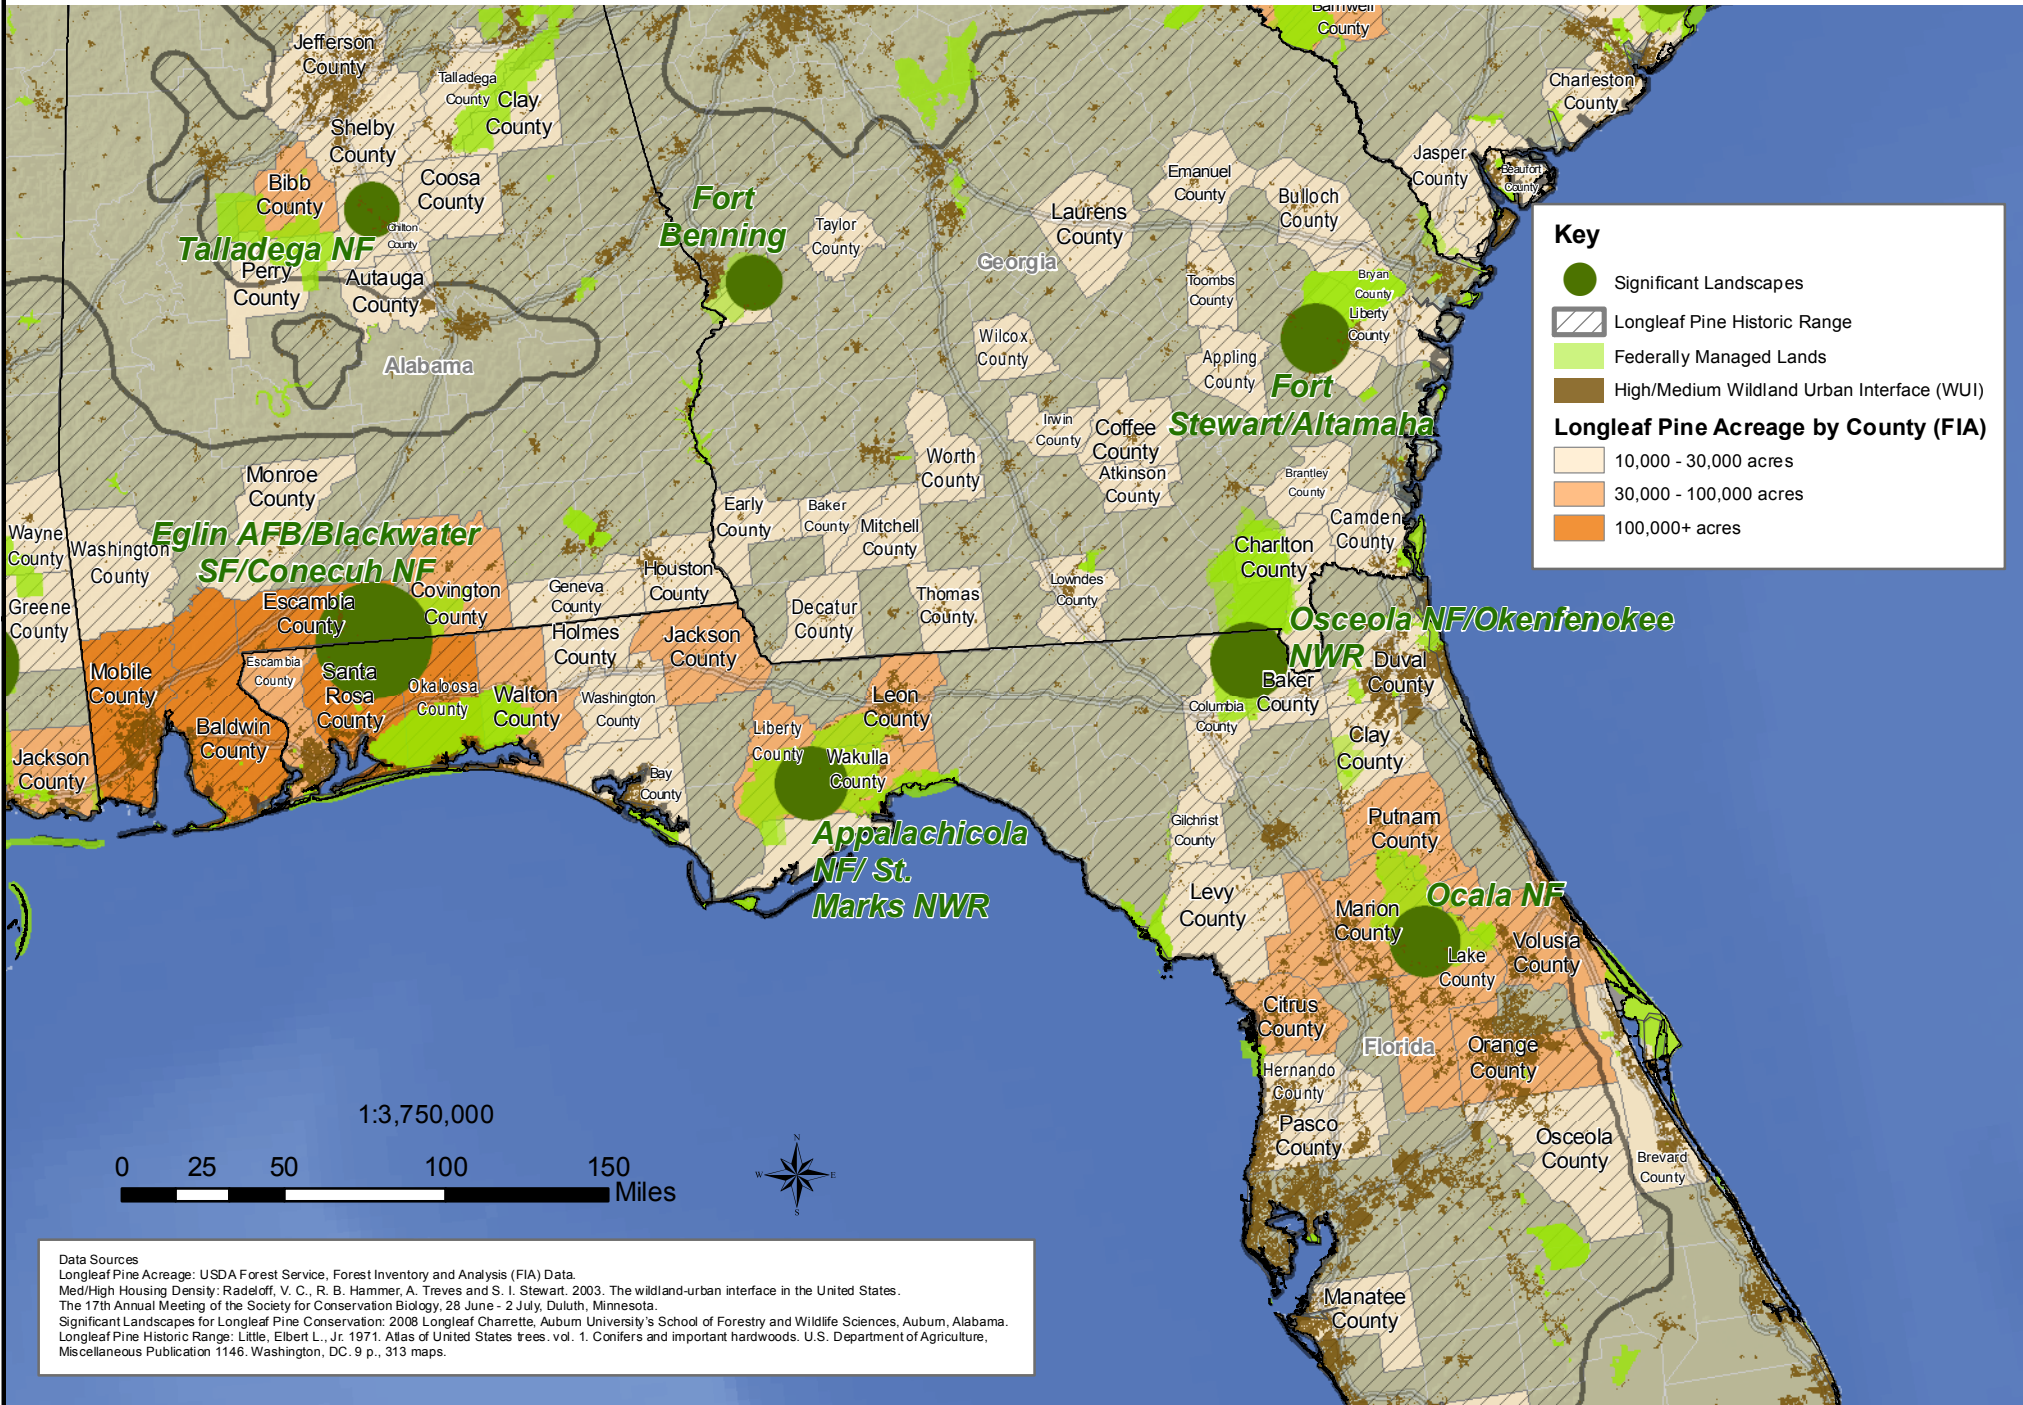 Barnwell
County
Jefferson
County
Talladega
County
Clay
County
Charleston
County
Shelby
County
Jasper
County
Beaufort
County
Bibb
County
Coosa
County
Chilton
County
Emanuel
County
Bulloch
County
Laurens
County
Taylor
County
Fort
Benning
Talladega NF
Perry
County
Autauga
County
Georgia
Toombs
County
Bryan
County
Liberty
County
Wilcox
County
Appling
County
Alabama
Fort
Stewart/Altamaha
Irwin
County
Coffee
County
Atkinson
County
Worth
County
Monroe
County
Brantley
County
Early
County
Baker
County
Mitchell
County
Camden
County
Charlton
County
Wayne
County
Washington
County
Eglin AFB/Blackwater
SF/Conecuh NF
Houston
County
Geneva
County
Covington
County
Escambia
County
Lowndes
County
Thomas
County
Decatur
County
Greene
County
Osceola NF/Okenfenokee
NWR
Holmes
County
Jackson
County
Mobile
County
Escambia
County
Santa
Rosa
County
Okabosa
County
Walton
County
Washington
County
Leon
County
Liberty
County
Wakulla
County
Duval
County
Baker
County
Columbia
County
Baldwin
County
Jackson
County
Bay
County
Clay
County
Putnam
County
Gilchrist
County
Appalachicola
NF/ St.
Marks NWR
Levy
County
Marion
County
Ocala NF
Lake
County
Volusia
County
Citrus
County
Florida
Orange
County
Hernando
County
Pasco
County
Osceola
County
Brevard
County
Manatee
County
Key
Significant Landscapes
Longleaf Pine Historic Range
Federally Managed Lands
High/Medium Wildland Urban Interface (WUI)
Longleaf Pine Acreage by County (FIA)
10,000 - 30,000 acres
30,000 - 100,000 acres
100,000+ acres
1:3,750,000
0 25 50 100 150
Miles
N
W E
S
Data Sources
Longleaf Pine Acreage: USDA Forest Service, Forest Inventory and Analysis (FIA) Data.
Med/High Housing Density: Radeloff, V. C., R. B. Hammer, A. Treves and S. I. Stewart. 2003. The wildland-urban interface in the United States.
The 17th Annual Meeting of the Society for Conservation Biology, 28 June - 2 July, Duluth, Minnesota.
Significant Landscapes for Longleaf Pine Conservation: 2008 Longleaf Charrette, Auburn University's School of Forestry and Wildlife Sciences, Auburn, Alabama.
Longleaf Pine Historic Range: Little, Elbert L., Jr. 1971. Atlas of United States trees. vol. 1. Conifers and important hardwoods. U.S. Department of Agriculture,
Miscellaneous Publication 1146. Washington, DC. 9 p., 313 maps.